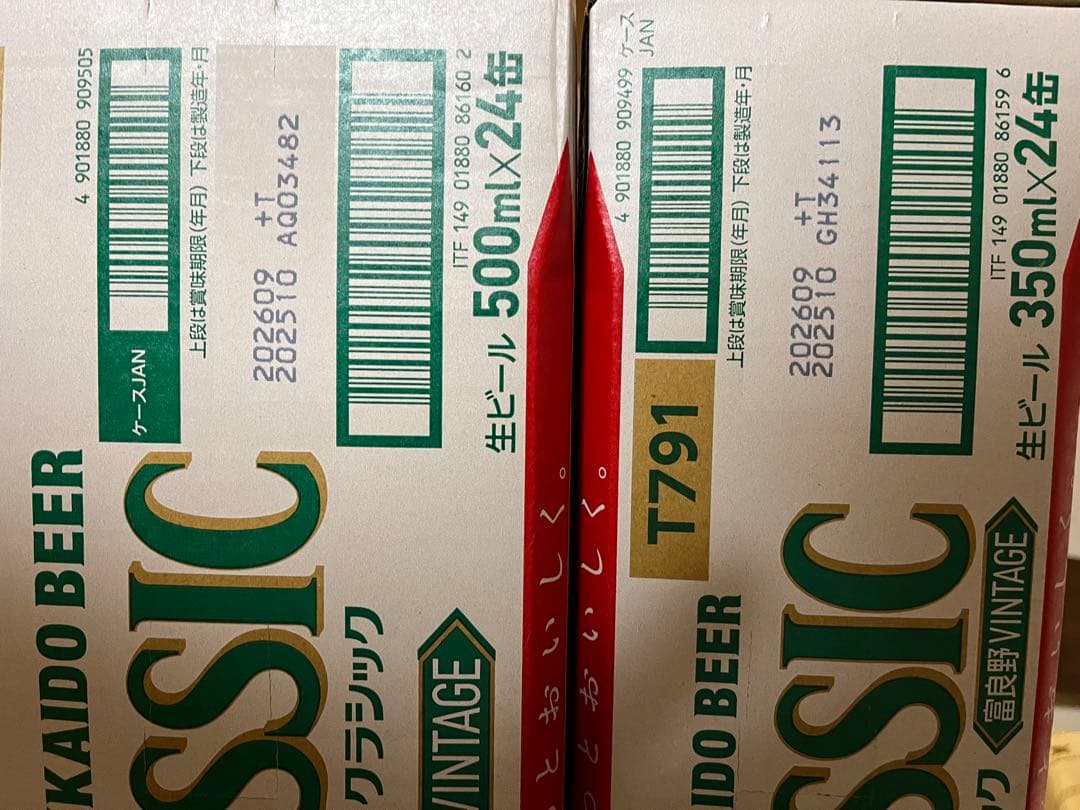 4 901880 909505
ケースJAN
上段は賞味期限(年月) 下段は製造年・月
202609 +T
202510 AQ03482
ITF 149 01880 86160 2
生ビール 500ml×24缶
KAIDO BEER
SSIC
クラシック
VINTAGE
っとおいしく。
4 901880 909499
ケース
JAN
T791
上段は賞味期限(年月) 下段は製造年・月
202609 +T
202510 GH34113
ITF 149 01880 86159 6
生ビール 350ml×24缶
IDO BEER
SSIC
ク
富良野VINTAGE
っとおいしく。